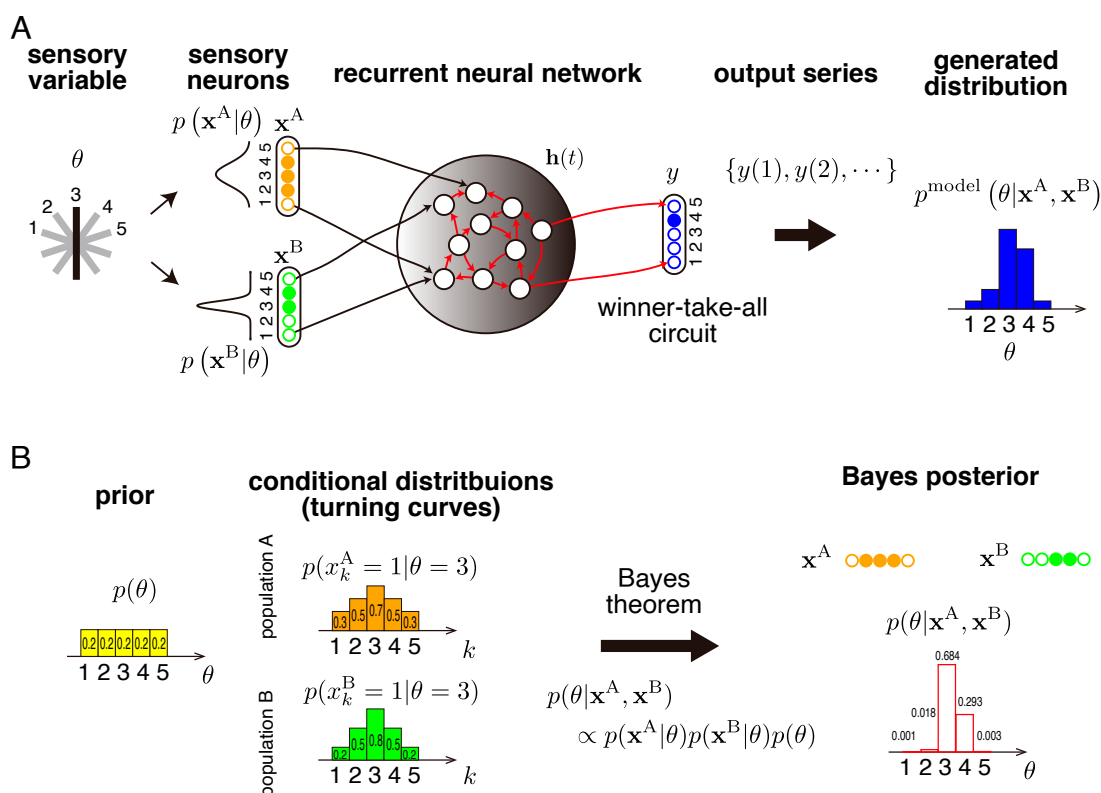 A
sensory
variable
sensory
neurons
recurrent neural network
output series
generated
distribution
p (x^A|θ)
x^A
1 2 3 4 5
θ
1 2 3 4 5
x^B
1 2 3 4 5
p (x^B|θ)
h(t)
y
1 2 3 4 5
winner-take-all
circuit
{y(1), y(2), · · · }
p^model (θ|x^A, x^B)
1 2 3 4 5
θ
B
prior
conditional distritbuions
(turning curves)
Bayes posterior
p(θ)
0.2 0.2 0.2 0.2 0.2
1 2 3 4 5
θ
population A
p(x_k^A = 1|θ = 3)
0.3 0.5 0.7 0.5 0.3
1 2 3 4 5
k
population B
p(x_k^B = 1|θ = 3)
0.2 0.5 0.8 0.5 0.2
1 2 3 4 5
k
Bayes
theorem
p(θ|x^A, x^B)
∝ p(x^A|θ)p(x^B|θ)p(θ)
x^A
x^B
p(θ|x^A, x^B)
0.001 0.018 0.684 0.293 0.003
1 2 3 4 5
θ